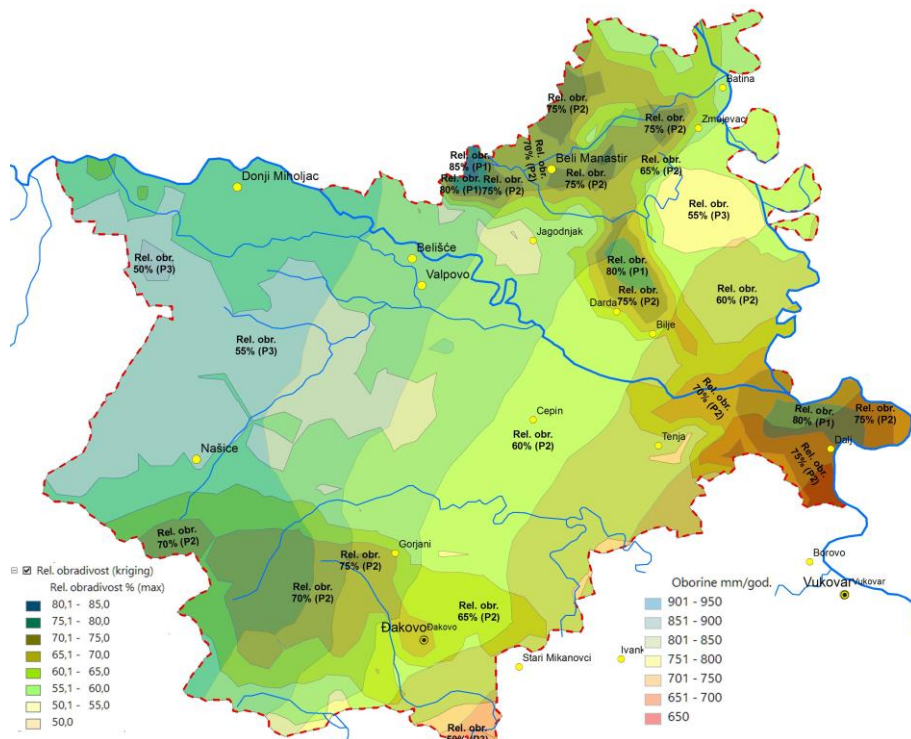 Batina
Rel. obr.
75% (P2)
Rel. obr.
75% (P2)
Zmajevac
Rel. obr.
70% (P2)
Beli Manastir
Rel. obr.
85% (P1)
Rel. obr.
80% (P1)
Rel. obr.
75% (P2)
Rel. obr.
75% (P2)
Rel. obr.
65% (P2)
Donji Miholjac
Rel. obr.
55% (P3)
Jagodnjak
Rel. obr.
50% (P3)
Belišće
Valpovo
Rel. obr.
80% (P1)
Rel. obr.
75% (P2)
Rel. obr.
60% (P2)
Darda
Bilje
Rel. obr.
55% (P3)
Rel. obr.
70% (P2)
Cepin
Rel. obr.
60% (P2)
Rel. obr.
80% (P1)
Rel. obr.
75% (P2)
Tenja
Dalj
Rel. obr.
75% (P2)
Našice
Rel. obr.
70% (P2)
Gorjani
Rel. obr.
75% (P2)
Rel. obr.
70% (P2)
Rel. obr.
65% (P2)
Đakovo
Đakovo
Borovo
Vukovar
Vukovar
Stari Mikanovci
Ivank
Rel. obradivost (kriging)
Rel. obradivost % (max)
80,1 - 85,0
75,1 - 80,0
70,1 - 75,0
65,1 - 70,0
60,1 - 65,0
55,1 - 60,0
50,1 - 55,0
50,0
Oborine mm/god.
901 - 950
851 - 900
801 - 850
751 - 800
701 - 750
651 - 700
650